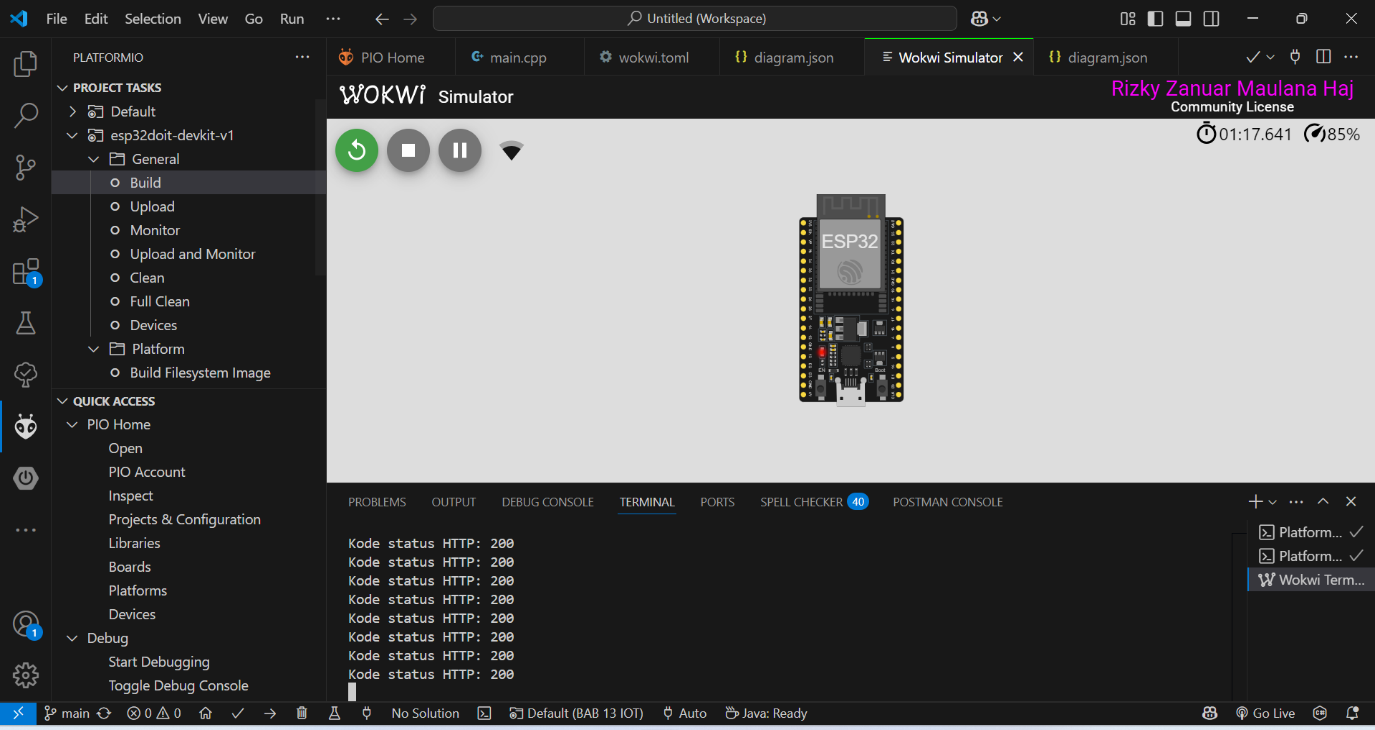 File Edit Selection View Go Run ··· Untitled (Workspace)
PLATFORMIO ···
PIO Home main.cpp wokwi.toml {} diagram.json Wokwi Simulator {} diagram.json ···
PROJECT TASKS
Default
esp32doit-devkit-v1
General
Build
Upload
Monitor
Upload and Monitor
Clean
Full Clean
Devices
Platform
Build Filesystem Image
QUICK ACCESS
PIO Home
Open
PIO Account
Inspect
Projects & Configuration
Libraries
Boards
Platforms
Devices
Debug
Start Debugging
Toggle Debug Console
WOKWI Simulator
Rizky Zanuar Maulana Haj
Community License
01:17.641 85%
ESP32
EN Boot
PROBLEMS OUTPUT DEBUG CONSOLE TERMINAL PORTS SPELL CHECKER 40 POSTMAN CONSOLE
Kode status HTTP: 200
Kode status HTTP: 200
Kode status HTTP: 200
Kode status HTTP: 200
Kode status HTTP: 200
Kode status HTTP: 200
Kode status HTTP: 200
Kode status HTTP: 200
Platform...
Platform...
Wokwi Term...
1
1
main 0 0 No Solution Default (BAB 13 IOT) Auto Java: Ready Go Live